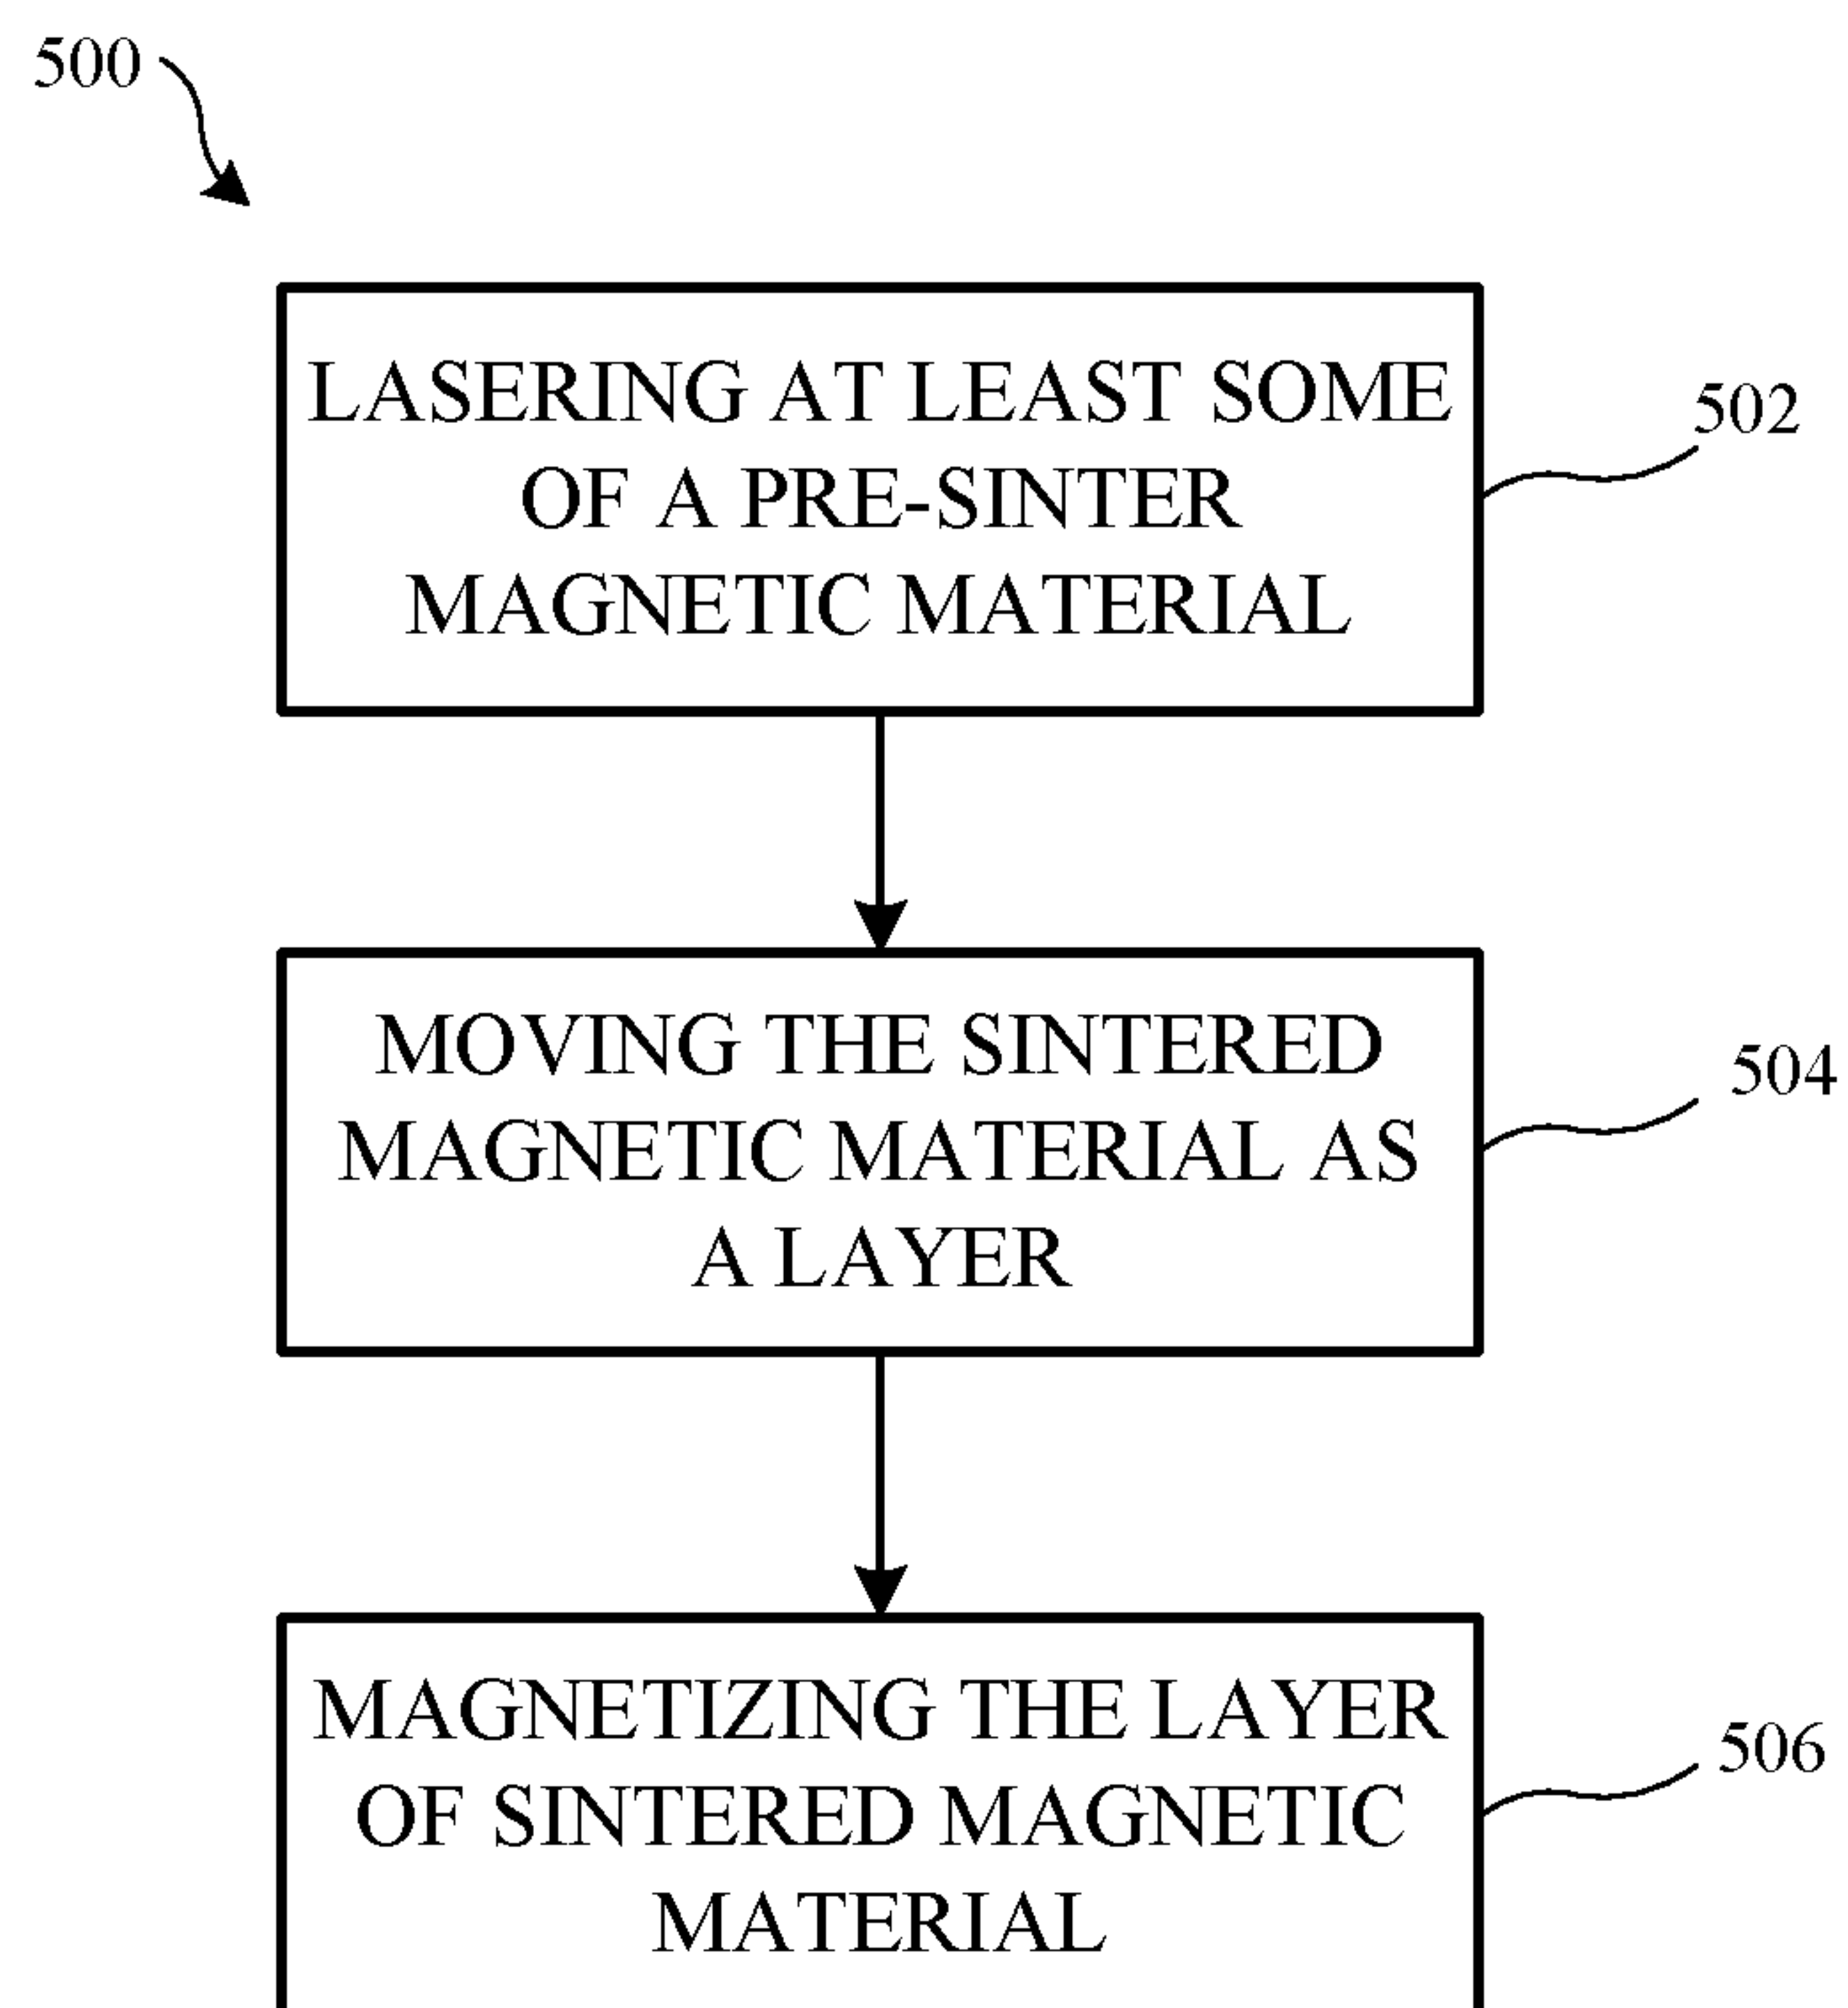 500
LASERING AT LEAST SOME
OF A PRE-SINTER
MAGNETIC MATERIAL
502
MOVING THE SINTERED
MAGNETIC MATERIAL AS
A LAYER
504
MAGNETIZING THE LAYER
OF SINTERED MAGNETIC
MATERIAL
506